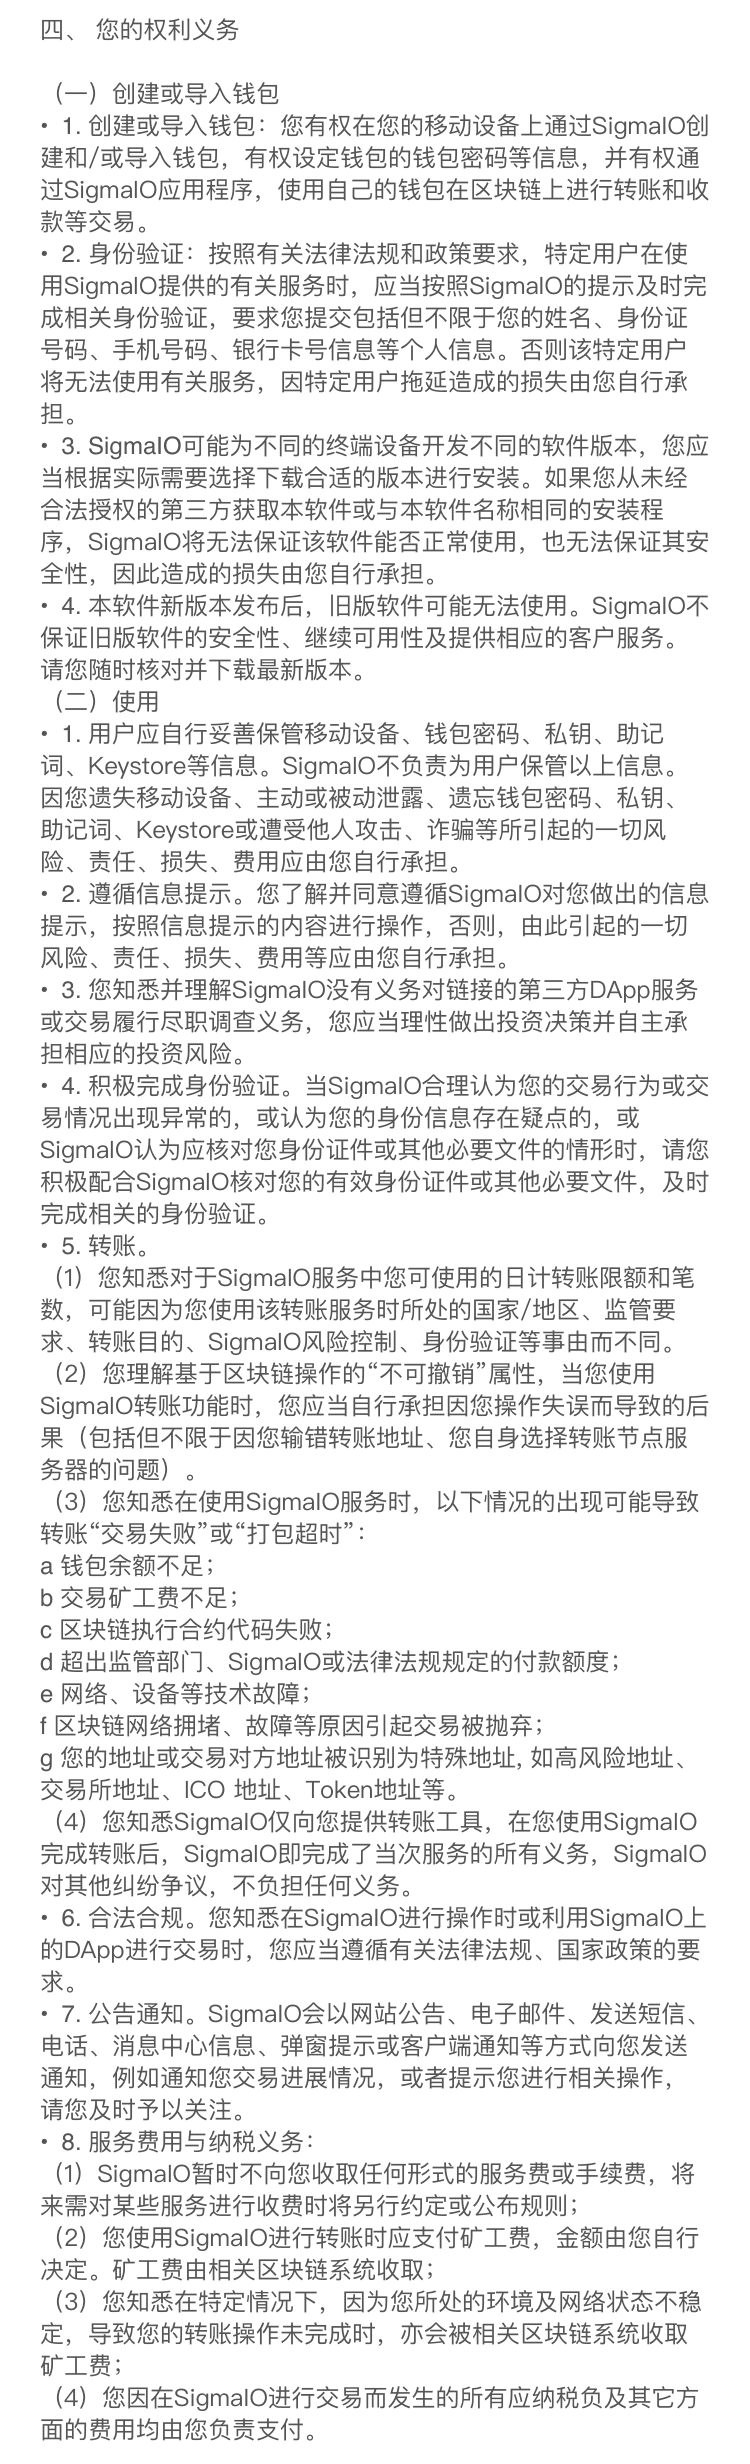 四、 您的权利义务
（一）创建或导入钱包
• 1. 创建或导入钱包：您有权在您的移动设备上通过SigmaIO创
建和/或导入钱包，有权设定钱包的钱包密码等信息，并有权通
过SigmaIO应用程序，使用自己的钱包在区块链上进行转账和收
款等交易。
• 2. 身份验证：按照有关法律法规和政策要求，特定用户在使
用SigmaIO提供的有关服务时，应当按照SigmaIO的提示及时完
成相关身份验证，要求您提交包括但不限于您的姓名、身份证
号码、手机号码、银行卡号信息等个人信息。否则该特定用户
将无法使用有关服务，因特定用户拖延造成的损失由您自行承
担。
• 3. SigmaIO可能为不同的终端设备开发不同的软件版本，您应
当根据实际需要选择下载合适的版本进行安装。如果您从未经
合法授权的第三方获取本软件或与本软件名称相同的安装程
序，SigmaIO将无法保证该软件能否正常使用，也无法保证其安
全性，因此造成的损失由您自行承担。
• 4. 本软件新版本发布后，旧版软件可能无法使用。SigmaIO不
保证旧版软件的安全性、继续可用性及提供相应的客户服务。
请您随时核对并下载最新版本。
（二）使用
• 1. 用户应自行妥善保管移动设备、钱包密码、私钥、助记
词、Keystore等信息。SigmaIO不负责为用户保管以上信息。
因您遗失移动设备、主动或被动泄露、遗忘钱包密码、私钥、
助记词、Keystore或遭受他人攻击、诈骗等所引起的一切风
险、责任、损失、费用应由您自行承担。
• 2. 遵循信息提示。您了解并同意遵循SigmaIO对您做出的信息
提示，按照信息提示的内容进行操作，否则，由此引起的一切
风险、责任、损失、费用等应由您自行承担。
• 3. 您知悉并理解SigmaIO没有义务对链接的第三方DApp服务
或交易履行尽职调查义务，您应当理性做出投资决策并自主承
担相应的投资风险。
• 4. 积极完成身份验证。当SigmaIO合理认为您的交易行为或交
易情况出现异常的，或认为您的身份信息存在疑点的，或
SigmaIO认为应核对您身份证件或其他必要文件的情形时，请您
积极配合SigmaIO核对您的有效身份证件或其他必要文件，及时
完成相关的身份验证。
• 5. 转账。
（1）您知悉对于SigmaIO服务中您可使用的日计转账限额和笔
数，可能因为您使用该转账服务时所处的国家/地区、监管要
求、转账目的、SigmaIO风险控制、身份验证等事由而不同。
（2）您理解基于区块链操作的“不可撤销”属性，当您使用
SigmaIO转账功能时，您应当自行承担因您操作失误而导致的后
果（包括但不限于因您输错转账地址、您自身选择转账节点服
务器的问题）。
（3）您知悉在使用SigmaIO服务时，以下情况的出现可能导致
转账“交易失败”或“打包超时”：
a 钱包余额不足；
b 交易矿工费不足；
c 区块链执行合约代码失败；
d 超出监管部门、SigmaIO或法律法规规定的付款额度；
e 网络、设备等技术故障；
f 区块链网络拥堵、故障等原因引起交易被抛弃；
g 您的地址或交易对方地址被识别为特殊地址, 如高风险地址、
交易所地址、ICO 地址、Token地址等。
（4）您知悉SigmaIO仅向您提供转账工具，在您使用SigmaIO
完成转账后，SigmaIO即完成了当次服务的所有义务，SigmaIO
对其他纠纷争议，不负担任何义务。
• 6. 合法合规。您知悉在SigmaIO进行操作时或利用SigmaIO上
的DApp进行交易时，您应当遵循有关法律法规、国家政策的要
求。
• 7. 公告通知。SigmaIO会以网站公告、电子邮件、发送短信、
电话、消息中心信息、弹窗提示或客户端通知等方式向您发送
通知，例如通知您交易进展情况，或者提示您进行相关操作，
请您及时予以关注。
• 8. 服务费用与纳税义务：
（1）SigmaIO暂时不向您收取任何形式的服务费或手续费，将
来需对某些服务进行收费时将另行约定或公布规则；
（2）您使用SigmaIO进行转账时应支付矿工费，金额由您自行
决定。矿工费由相关区块链系统收取；
（3）您知悉在特定情况下，因为您所处的环境及网络状态不稳
定，导致您的转账操作未完成时，亦会被相关区块链系统收取
矿工费；
（4）您因在SigmaIO进行交易而发生的所有应纳税负及其它方
面的费用均由您负责支付。